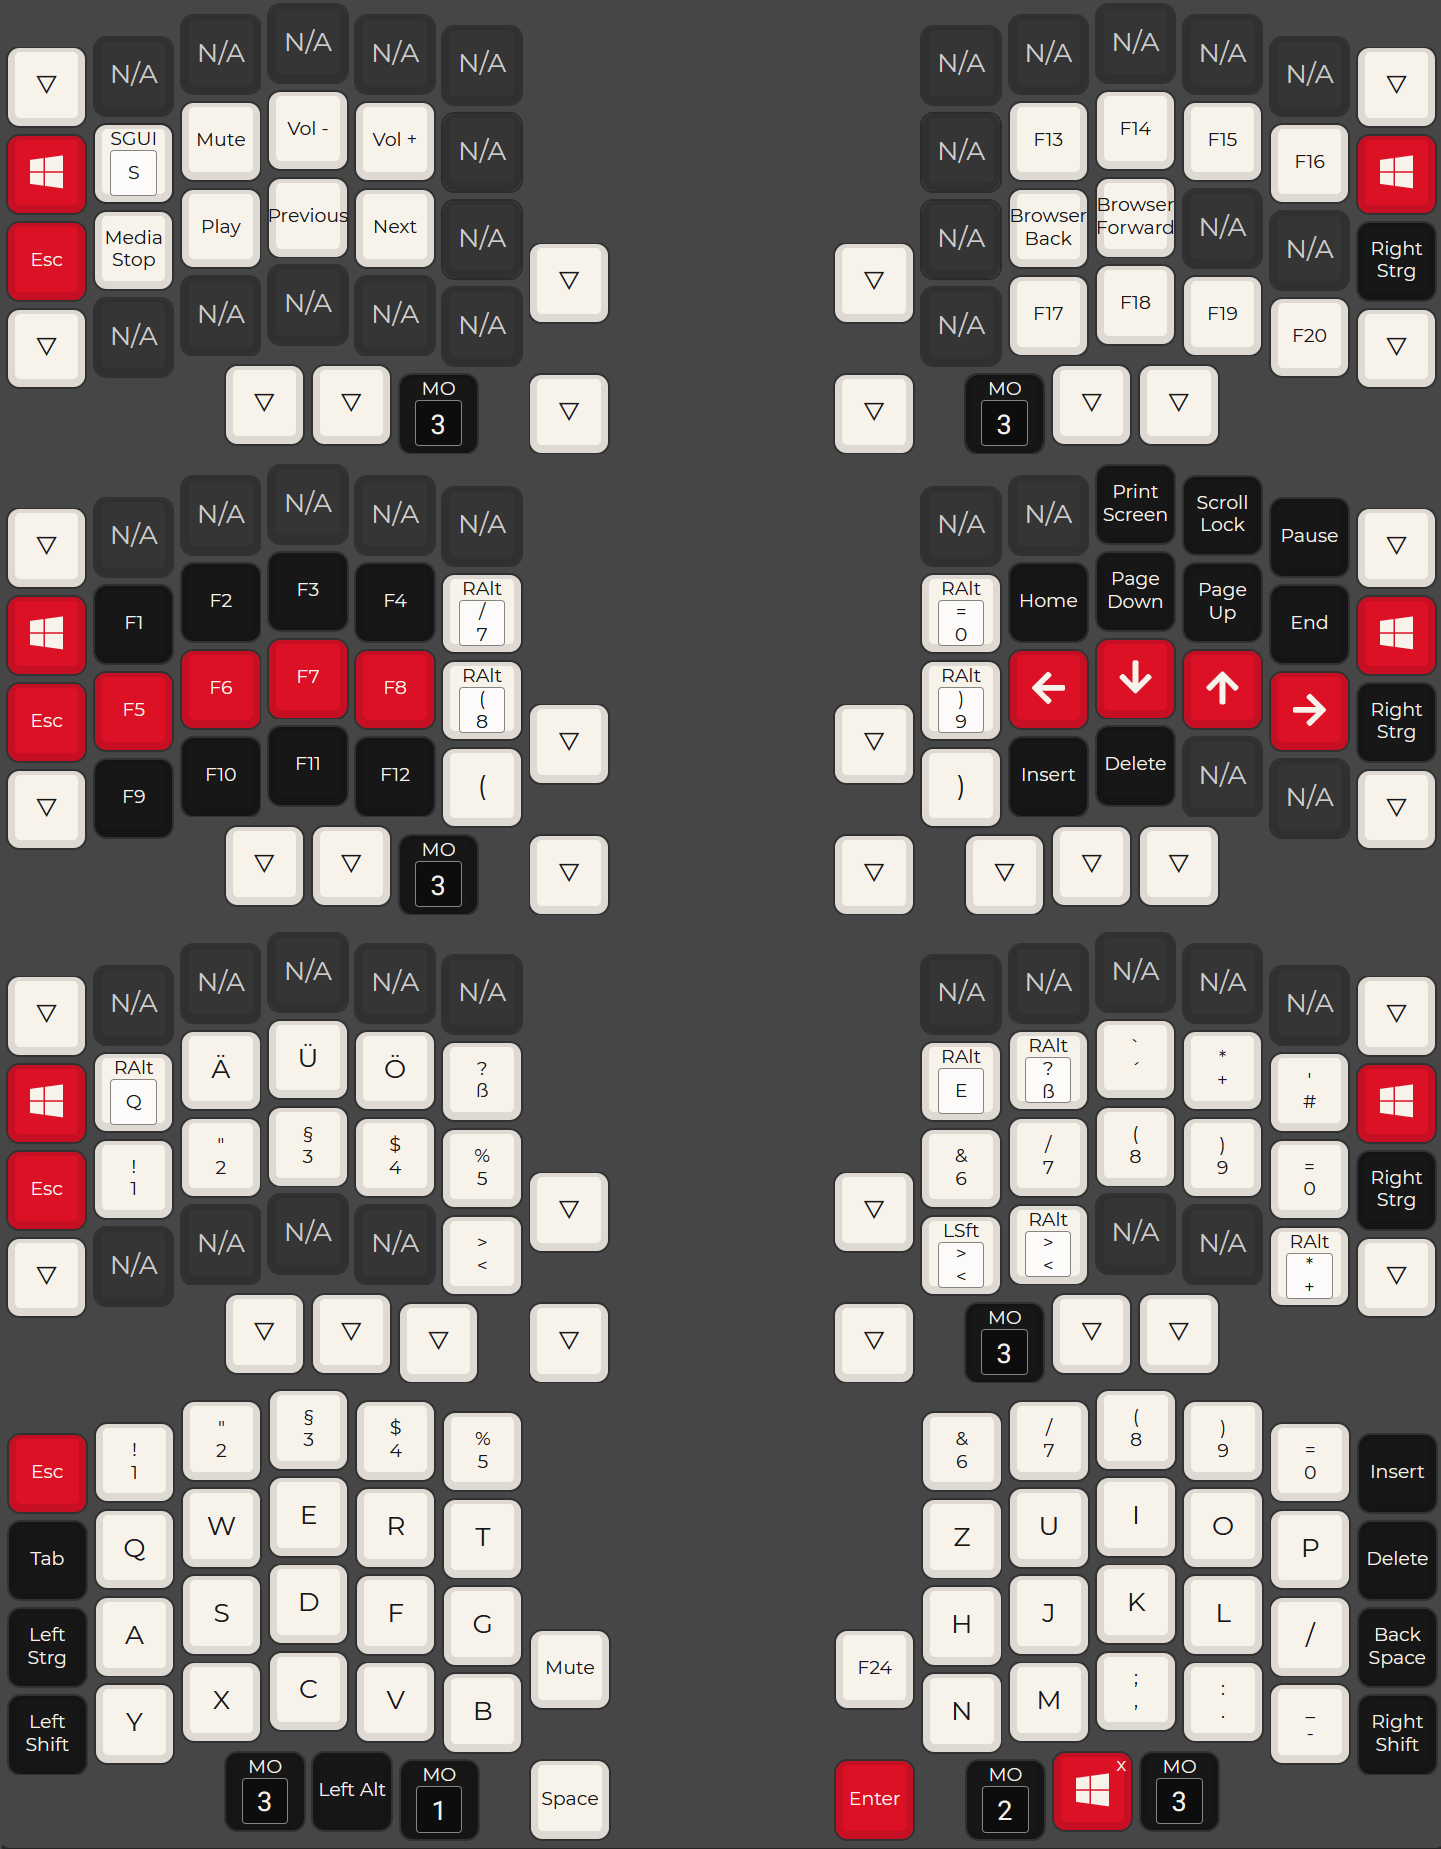 N/A N/A N/A N/A N/A N/A N/A N/A N/A N/A
▽ ▽
SGUI
S
Mute Vol - Vol + N/A N/A F13 F14 F15 F16
Esc Media
Stop
Play Previous Next N/A N/A Browser
Back
Browser
Forward
N/A N/A Right
Strg
▽ N/A N/A N/A N/A N/A ▽ ▽ N/A F17 F18 F19 F20 ▽
▽ ▽ MO
3
▽ ▽ MO
3
▽ ▽
▽ N/A N/A N/A N/A N/A N/A N/A Print
Screen
Scroll
Lock
Pause ▽
F1 F2 F3 F4 RAlt
/
7
RAlt
=
0
Home Page
Down
Page
Up
End
Esc F5 F6 F7 F8 RAlt
(
8
RAlt
)
9
← ↓ ↑ → Right
Strg
▽ F9 F10 F11 F12 ( ▽ ▽ ) Insert Delete N/A N/A ▽
▽ ▽ MO
3
▽ ▽ ▽ ▽ ▽
▽ N/A N/A N/A N/A N/A N/A N/A N/A N/A N/A ▽
RAlt
Q
Ä Ü Ö ?
ß
RAlt
E
RAlt
?
ß
`
´
*
+
'
#
Esc !
1
"
2
§
3
$
4
%
5
&
6
/
7
(
8
)
9
=
0
Right
Strg
▽ N/A N/A N/A N/A >
<
▽ ▽ LSft
>
<
RAlt
>
<
N/A N/A RAlt
*
+
▽
▽ ▽ ▽ ▽ ▽ MO
3
▽ ▽
Esc !
1
"
2
§
3
$
4
%
5
&
6
/
7
(
8
)
9
=
0
Insert
Tab Q W E R T Z U I O P Delete
Left
Strg
A S D F G H J K L / Back
Space
Left
Shift
Y X C V B Mute F24 N M ;
,
:
.
_
-
Right
Shift
MO
3
Left Alt MO
1
Space Enter MO
2
X
MO
3